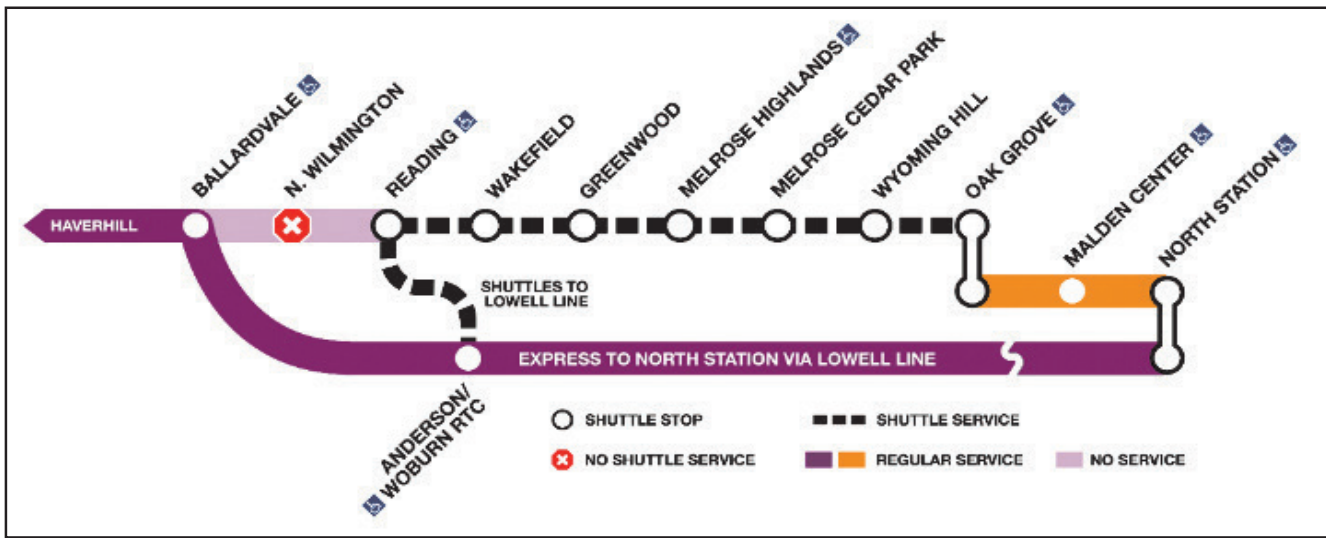 BALLARDVALE
N. WILMINGTON
READING
WAKEFIELD
GREENWOOD
MELROSE HIGHLANDS
MELROSE CEDAR PARK
WYOMING HILL
OAK GROVE
MALDEN CENTER
NORTH STATION
HAVERHILL
SHUTTLES TO
LOWELL LINE
EXPRESS TO NORTH STATION VIA LOWELL LINE
ANDERSON/
WOBURN RTC
SHUTTLE STOP
SHUTTLE SERVICE
NO SHUTTLE SERVICE
REGULAR SERVICE
NO SERVICE